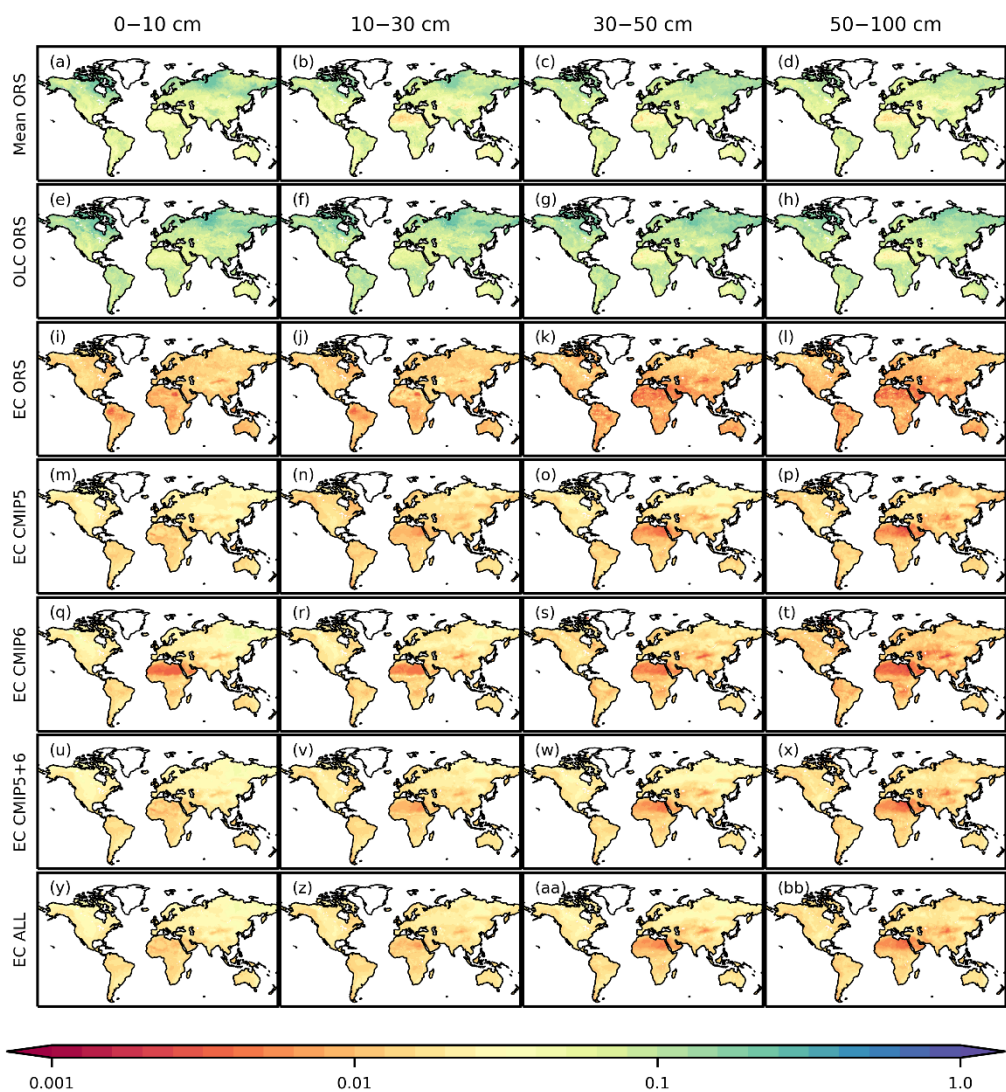 0−10 cm 10−30 cm 30−50 cm 50−100 cm
Mean ORS
(a) (b) (c) (d)
OLC ORS
(e) (f) (g) (h)
EC ORS
(i) (j) (k) (l)
EC CMIP5
(m) (n) (o) (p)
EC CMIP6
(q) (r) (s) (t)
EC CMIP5+6
(u) (v) (w) (x)
EC ALL
(y) (z) (aa) (bb)
0.001 0.01 0.1 1.0